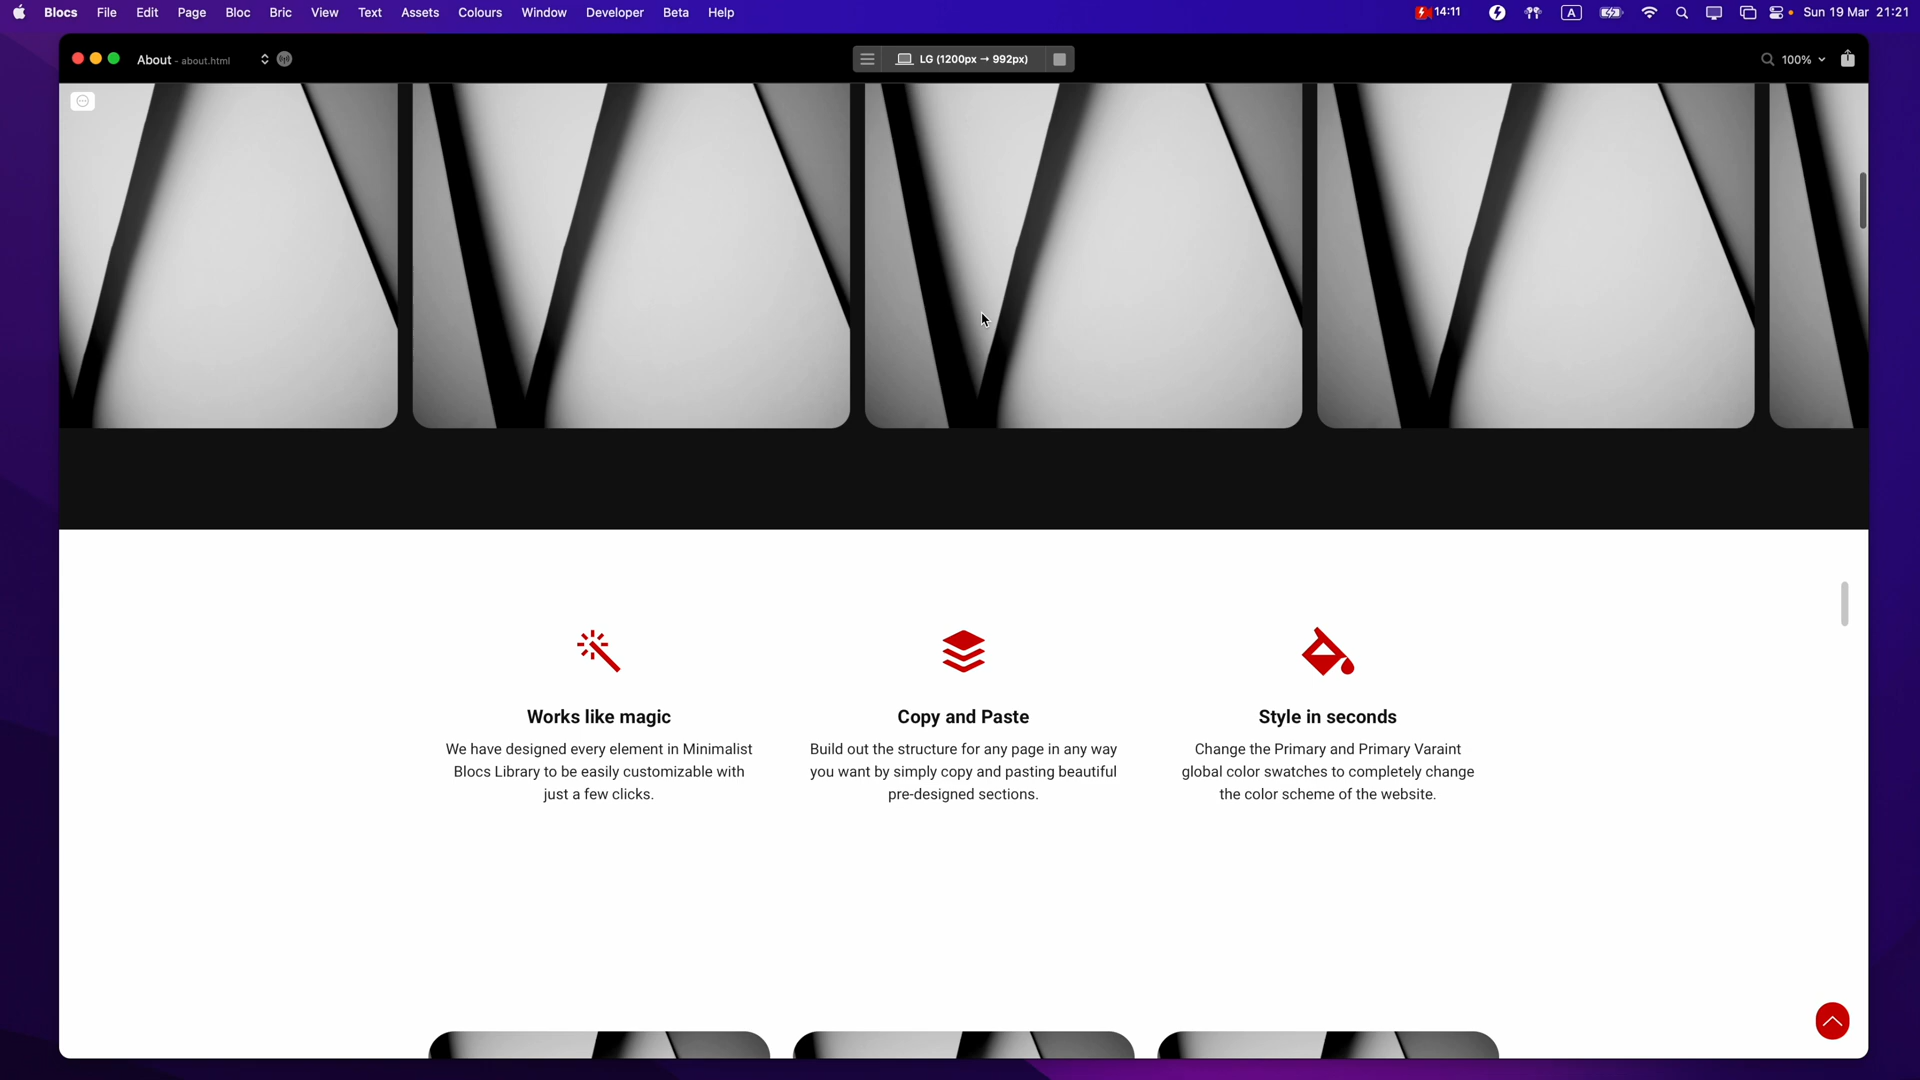 Blocs File Edit Page Bloc Bric View Text Assets Colours Window Developer Beta Help 14:11 A Sun 19 Mar 21:21
About - about.html LG (1200px → 992px) 100%
Works like magic
We have designed every element in Minimalist
Blocs Library to be easily customizable with
just a few clicks.
Copy and Paste
Build out the structure for any page in any way
you want by simply copy and pasting beautiful
pre-designed sections.
Style in seconds
Change the Primary and Primary Varaint
global color swatches to completely change
the color scheme of the website.